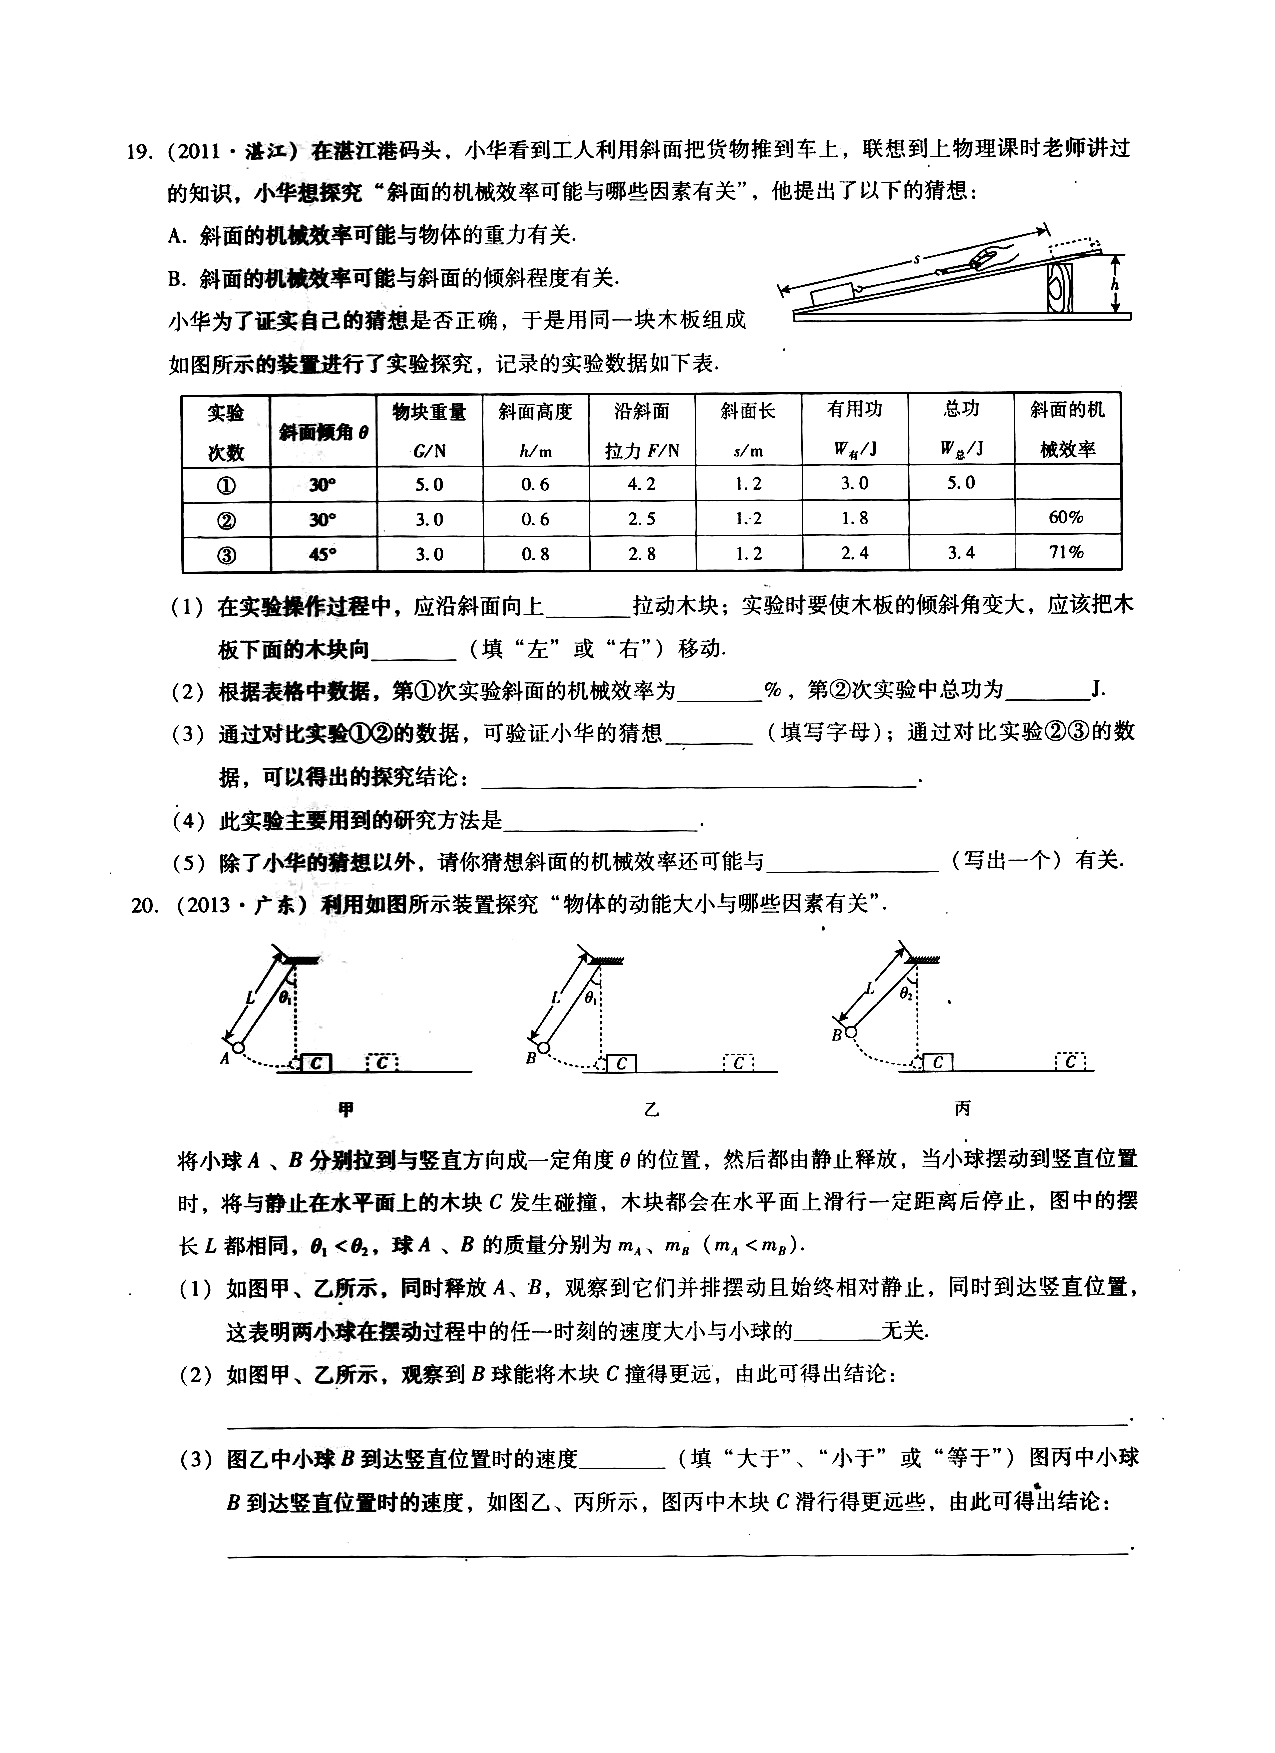 19. (2011·湛江) 在湛江港码头，小华看到工人利用斜面把货物推到车上，联想到上物理课时老师讲过
的知识，小华想探究“斜面的机械效率可能与哪些因素有关”，他提出了以下的猜想：
A. 斜面的机械效率可能与物体的重力有关.
B. 斜面的机械效率可能与斜面的倾斜程度有关.
小华为了证实自己的猜想是否正确，于是用同一块木板组成
如图所示的装置进行了实验探究，记录的实验数据如下表.
s
h
实验次数 斜面倾角θ 物块重量G/N 斜面高度h/m 沿斜面拉力F/N 斜面长s/m 有用功W有/J 总功W总/J 斜面的机械效率
① 30° 5.0 0.6 4.2 1.2 3.0 5.0
② 30° 3.0 0.6 2.5 1.2 1.8 60%
③ 45° 3.0 0.8 2.8 1.2 2.4 3.4 71%
(1) 在实验操作过程中，应沿斜面向上________拉动木块；实验时要使木板的倾斜角变大，应该把木
板下面的木块向________（填“左”或“右”）移动.
(2) 根据表格中数据，第①次实验斜面的机械效率为________%，第②次实验中总功为________J.
(3) 通过对比实验①②的数据，可验证小华的猜想________（填写字母）；通过对比实验②③的数
据，可以得出的探究结论：________________________________________.
(4) 此实验主要用到的研究方法是__________________.
(5) 除了小华的猜想以外，请你猜想斜面的机械效率还可能与________________（写出一个）有关.
20. (2013·广东) 利用如图所示装置探究“物体的动能大小与哪些因素有关”.
L θ₁ A C C
L θ₁ B C C
L θ₂ B C C
甲 乙 丙
将小球A、B分别拉到与竖直方向成一定角度θ的位置，然后都由静止释放，当小球摆动到竖直位置
时，将与静止在水平面上的木块C发生碰撞，木块都会在水平面上滑行一定距离后停止，图中的摆
长L都相同，θ₁<θ₂，球A、B的质量分别为m_A、m_B（m_A<m_B）.
(1) 如图甲、乙所示，同时释放A、B，观察到它们并排摆动且始终相对静止，同时到达竖直位置，
这表明两小球在摆动过程中的任一时刻的速度大小与小球的________无关.
(2) 如图甲、乙所示，观察到B球能将木块C撞得更远，由此可得出结论：
________________________________________.
(3) 图乙中小球B到达竖直位置时的速度________（填“大于”、“小于”或“等于”）图丙中小球
B到达竖直位置时的速度，如图乙、丙所示，图丙中木块C滑行得更远些，由此可得出结论：
________________________________________.